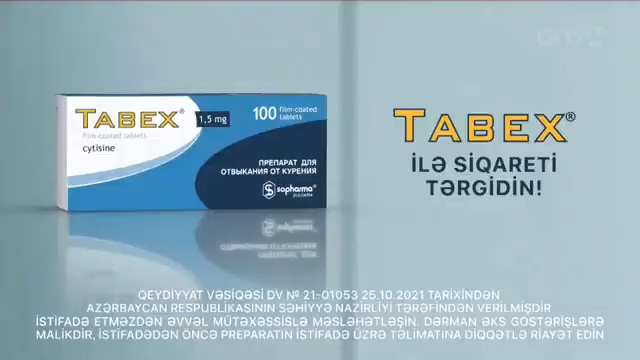 TABEX®
1,5 mg
100 film-coated
tablets
film-coated tablets
cytisine
ПРЕПАРАТ ДЛЯ
ОТВЫКАНИЯ ОТ КУРЕНИЯ
sopharma®
BULGARIA
TABEX®
İLƏ SİQARETİ
TƏRGİDİN!
QEYDİYYAT VƏSİQƏSİ DV № 21-01053 25.10.2021 TARİXİNDƏN
AZƏRBAYCAN RESPUBLIKASININ SƏHİYYƏ NAZİRLİYİ TƏRƏFİNDƏN VERİLMİŞDİR
İSTİFADƏ ETMƏZDƏN ƏVVƏL MÜTƏXƏSSİSLƏ MƏSLƏHƏTLƏŞİN. DƏRMAN ƏKS GÖSTƏRİŞLƏRƏ
MALİKDİR, İSTİFADƏDƏN ÖNCƏ PREPARATIN İSTİFADƏ ÜZRƏ TƏLİMATINA DİQQƏTLƏ RİAYƏT EDİN